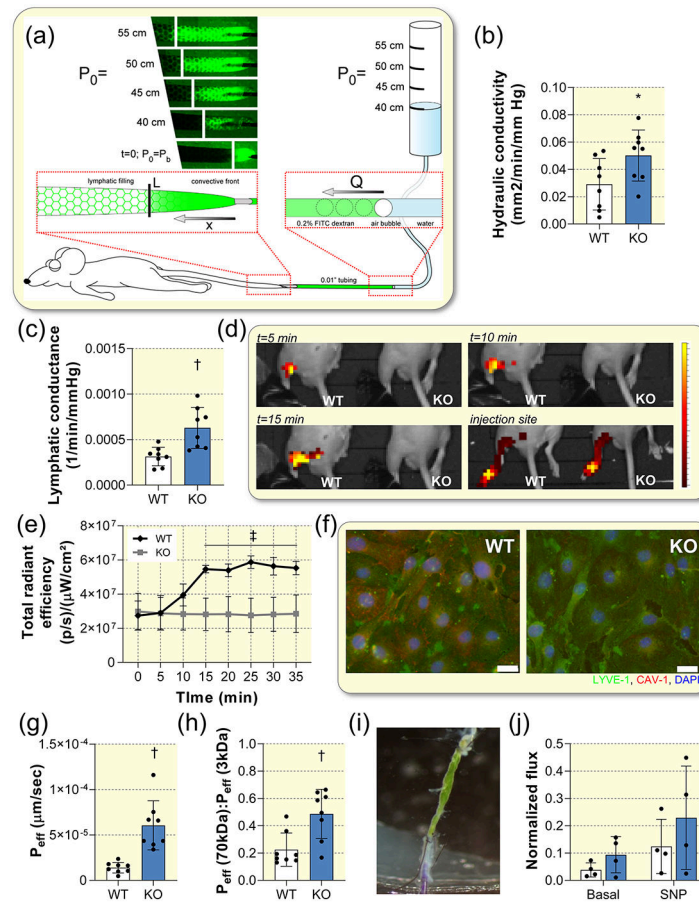 (a)
55 cm
50 cm
45 cm
40 cm
t=0; P0=Pb
P0=
P0=
55 cm
50 cm
45 cm
40 cm
lymphatic filling
L
convective front
x
Q
0.2% FITC dextran
air bubble
water
0.01" tubing
(b)
Hydraulic conductivity
(mm2/min/mm Hg)
0.10
0.08
0.06
0.04
0.02
0.00
*
WT
KO
(c)
Lymphatic conductance
(1/min/mmHg)
0.0015
0.0010
0.0005
0.0000
†
WT
KO
(d)
t=5 min
WT
KO
t=10 min
WT
KO
t=15 min
WT
KO
injection site
WT
KO
(e)
Total radiant
efficiency
(p/s)/(µW/cm²)
8×10⁷
6×10⁷
4×10⁷
2×10⁷
0
WT
KO
‡
0 5 10 15 20 25 30 35
TIme (min)
(f)
WT
KO
LYVE-1, CAV-1, DAPI
(g)
Peff (µm/sec)
1.5×10⁻⁴
1×10⁻⁴
5×10⁻⁵
0
†
WT
KO
(h)
Peff (70kDa):Peff (3kDa)
1.0
0.8
0.6
0.4
0.2
0.0
†
WT
KO
(i)
(j)
Normalized flux
0.5
0.4
0.3
0.2
0.1
0.0
Basal
SNP